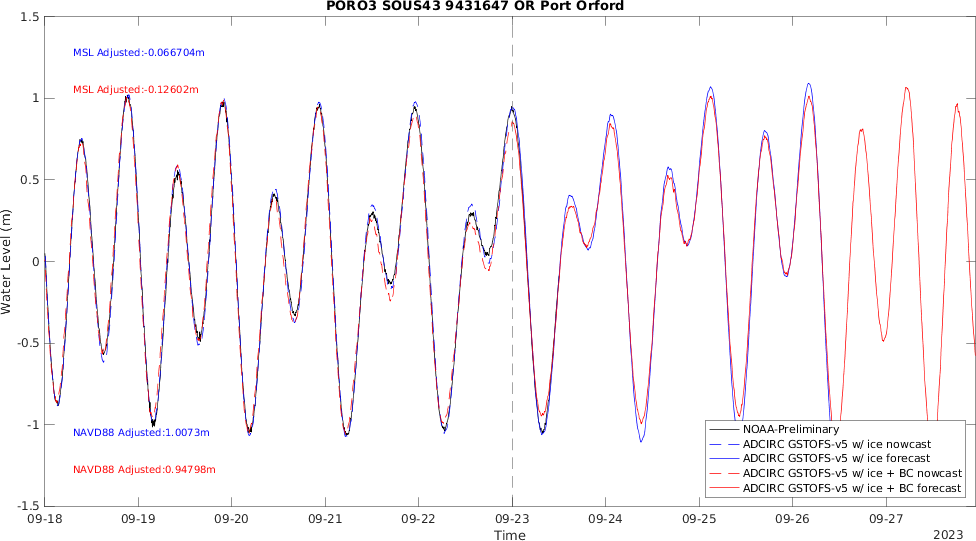 PORO3 SOUS43 9431647 OR Port Orford
1.5
MSL Adjusted:-0.066704m
MSL Adjusted:-0.12602m
1
0.5
0
-0.5
-1
-1.5
Water Level (m)
NAVD88 Adjusted:1.0073m
NAVD88 Adjusted:0.94798m
NOAA-Preliminary
ADCIRC GSTOFS-v5 w/ ice nowcast
ADCIRC GSTOFS-v5 w/ ice forecast
ADCIRC GSTOFS-v5 w/ ice + BC nowcast
ADCIRC GSTOFS-v5 w/ ice + BC forecast
09-18 09-19 09-20 09-21 09-22 09-23 09-24 09-25 09-26 09-27
Time
2023